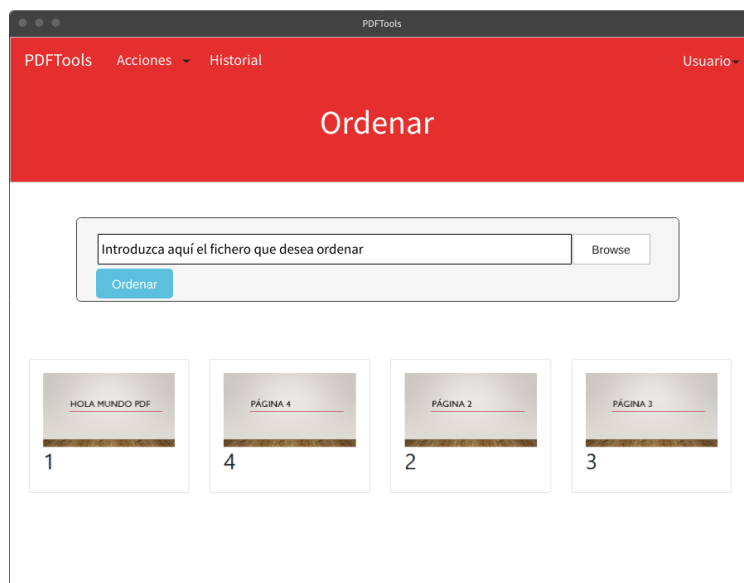 PDFTools
PDFTools Acciones Historial Usuario
Ordenar
Introduzca aquí el fichero que desea ordenar Browse
Ordenar
HOLA MUNDO PDF
1
PÁGINA 4
4
PÁGINA 2
2
PÁGINA 3
3